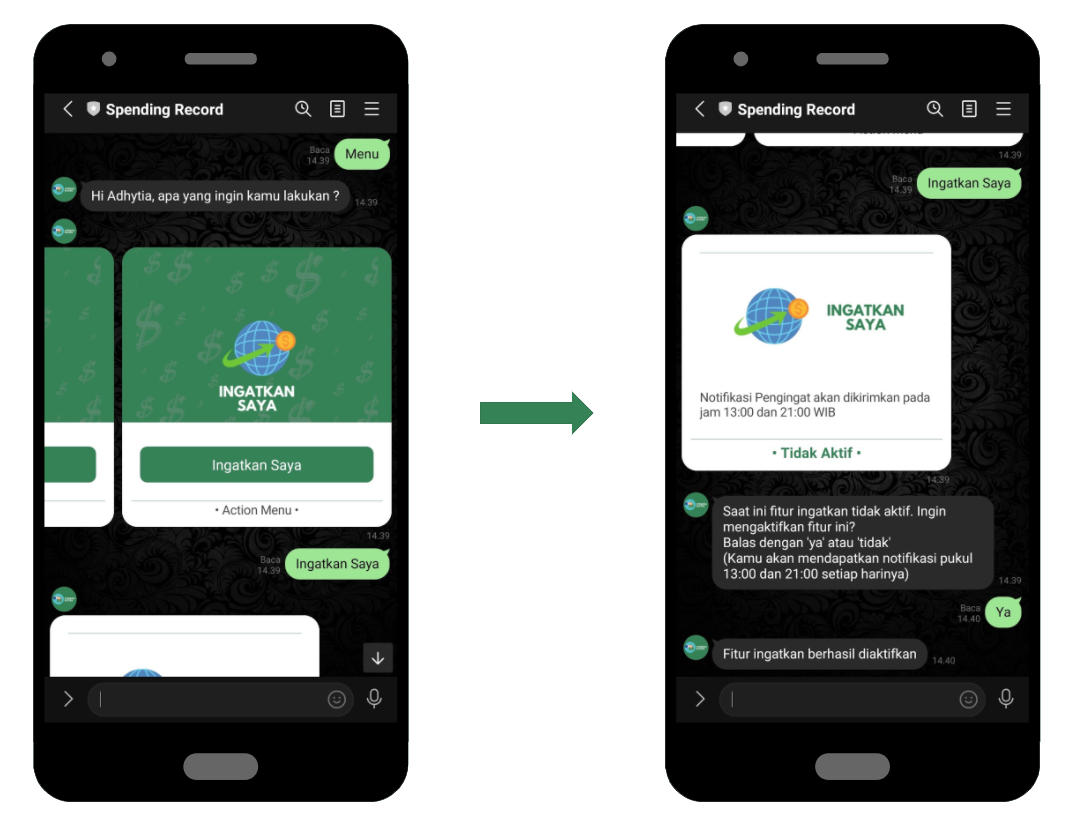 Spending Record
Baca
14.39
Menu
Hi Adhytia, apa yang ingin kamu lakukan ?
14.39
INGATKAN
SAYA
Ingatkan Saya
• Action Menu •
14.39
Baca
14.39
Ingatkan Saya
Spending Record
Action Menu
14.39
Baca
14.39
Ingatkan Saya
INGATKAN
SAYA
Notifikasi Pengingat akan dikirimkan pada
jam 13:00 dan 21:00 WIB
• Tidak Aktif •
14.39
Saat ini fitur ingatkan tidak aktif. Ingin
mengaktifkan fitur ini?
Balas dengan 'ya' atau 'tidak'
(Kamu akan mendapatkan notifikasi pukul
13:00 dan 21:00 setiap harinya)
14.39
Baca
14.40
Ya
Fitur ingatkan berhasil diaktifkan
14.40